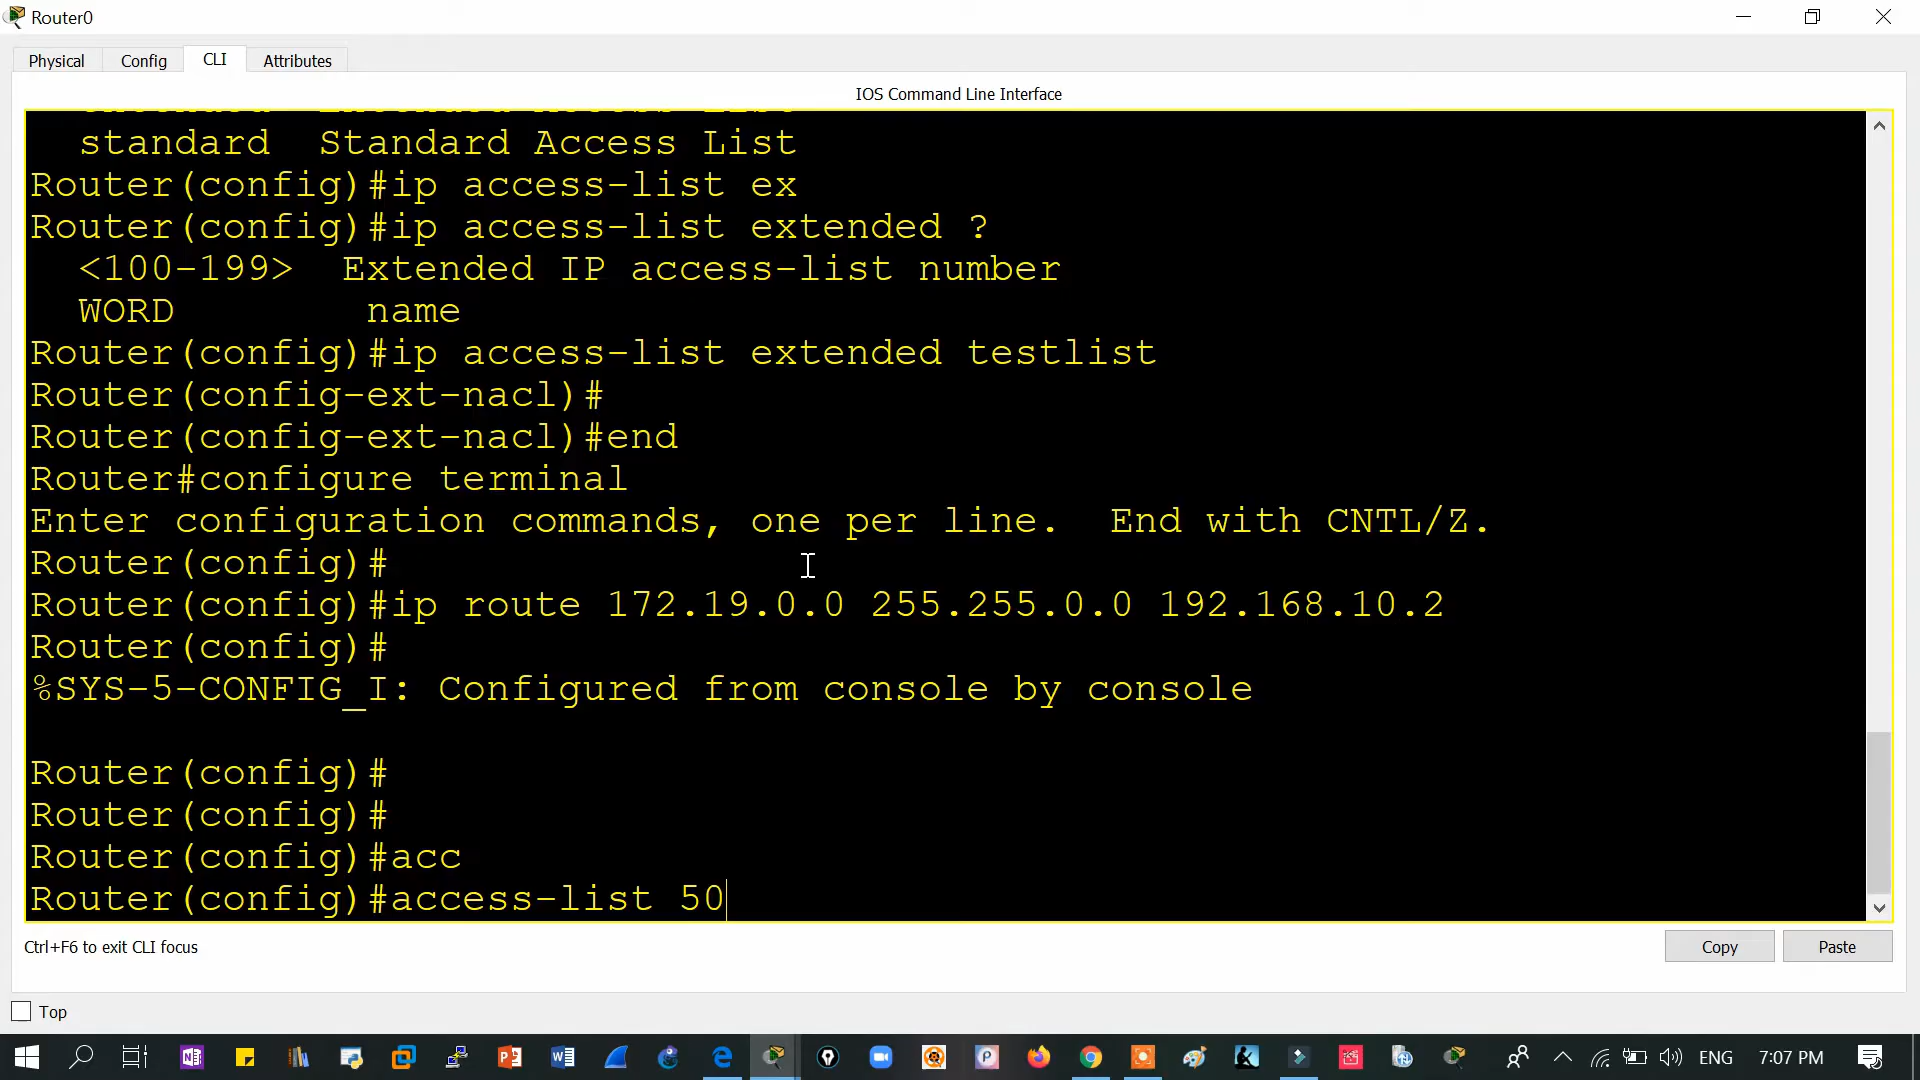 Router0
Physical Config CLI Attributes
IOS Command Line Interface
extended Extended Access List
standard Standard Access List
Router(config)#ip access-list ex
Router(config)#ip access-list extended ?
<100-199> Extended IP access-list number
WORD name
Router(config)#ip access-list extended testlist
Router(config-ext-nacl)#
Router(config-ext-nacl)#end
Router#configure terminal
Enter configuration commands, one per line. End with CNTL/Z.
Router(config)#
Router(config)#ip route 172.19.0.0 255.255.0.0 192.168.10.2
Router(config)#
%SYS-5-CONFIG_I: Configured from console by console
Router(config)#
Router(config)#
Router(config)#acc
Router(config)#access-list 50
Ctrl+F6 to exit CLI focus
Copy Paste
Top
ENG 7:07 PM